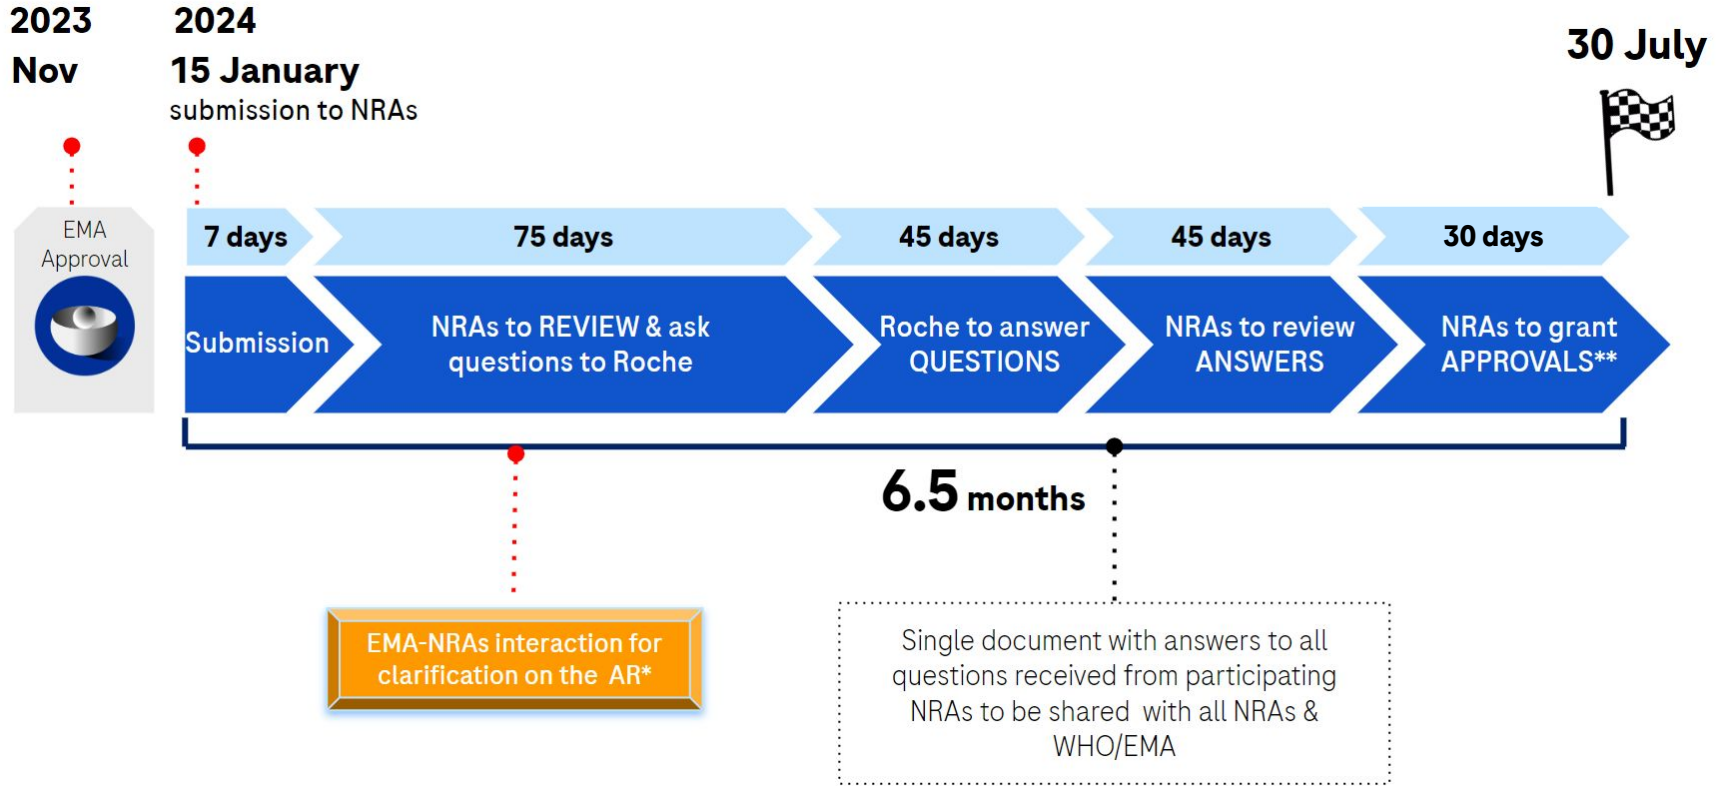 2023
Nov
2024
15 January
submission to NRAs
30 July
EMA
Approval
7 days
75 days
45 days
45 days
30 days
Submission
NRAs to REVIEW & ask
questions to Roche
Roche to answer
QUESTIONS
NRAs to review
ANSWERS
NRAs to grant
APPROVALS**
6.5 months
EMA-NRAs interaction for
clarification on the AR*
Single document with answers to all
questions received from participating
NRAs to be shared with all NRAs &
WHO/EMA